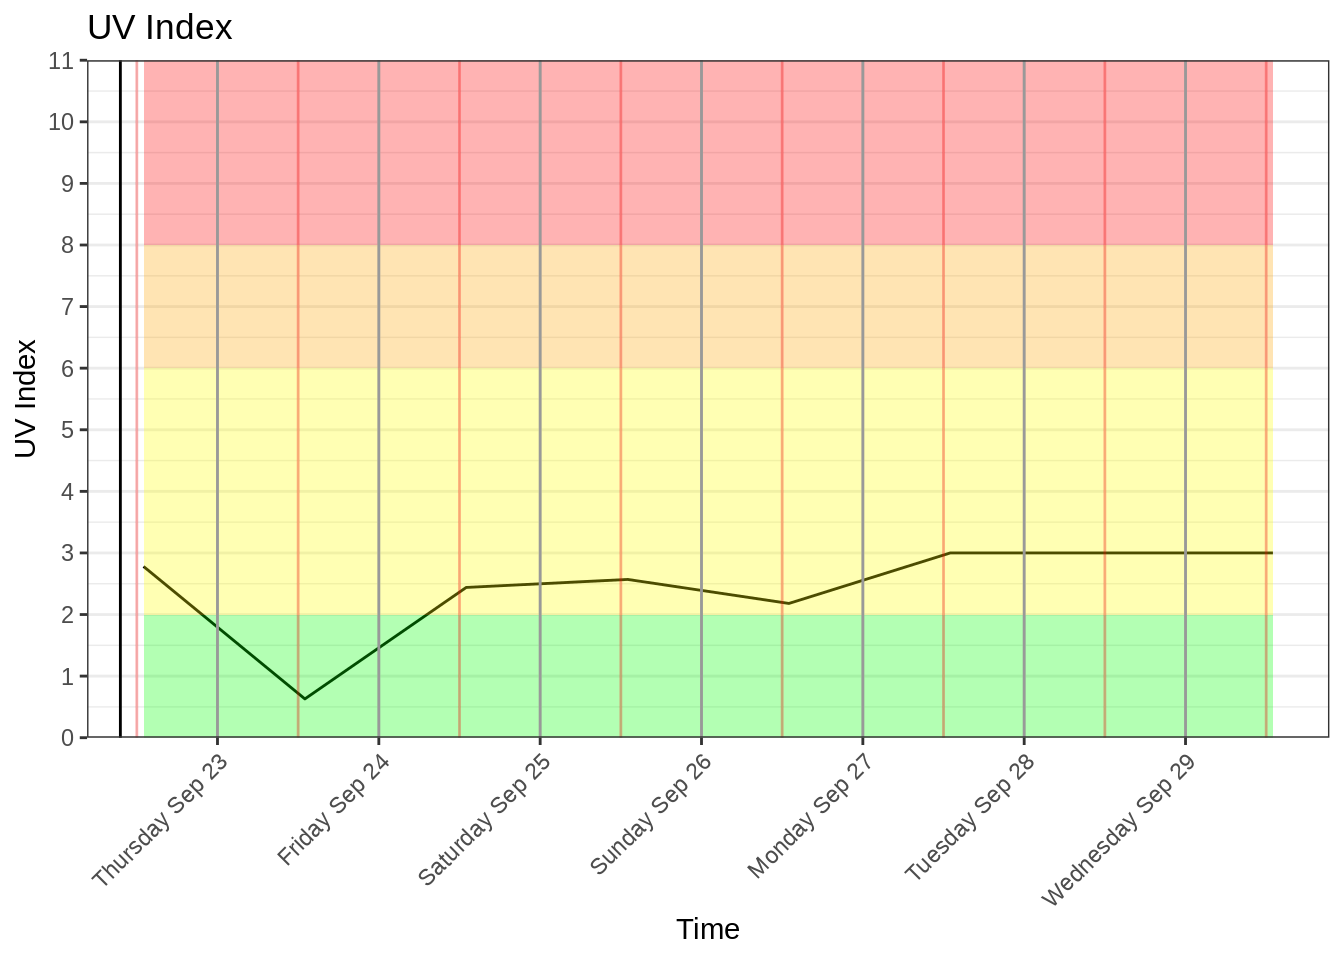 UV Index
11
10
9
8
7
6
5
4
3
2
1
0
UV Index
Thursday Sep 23
Friday Sep 24
Saturday Sep 25
Sunday Sep 26
Monday Sep 27
Tuesday Sep 28
Wednesday Sep 29
Time